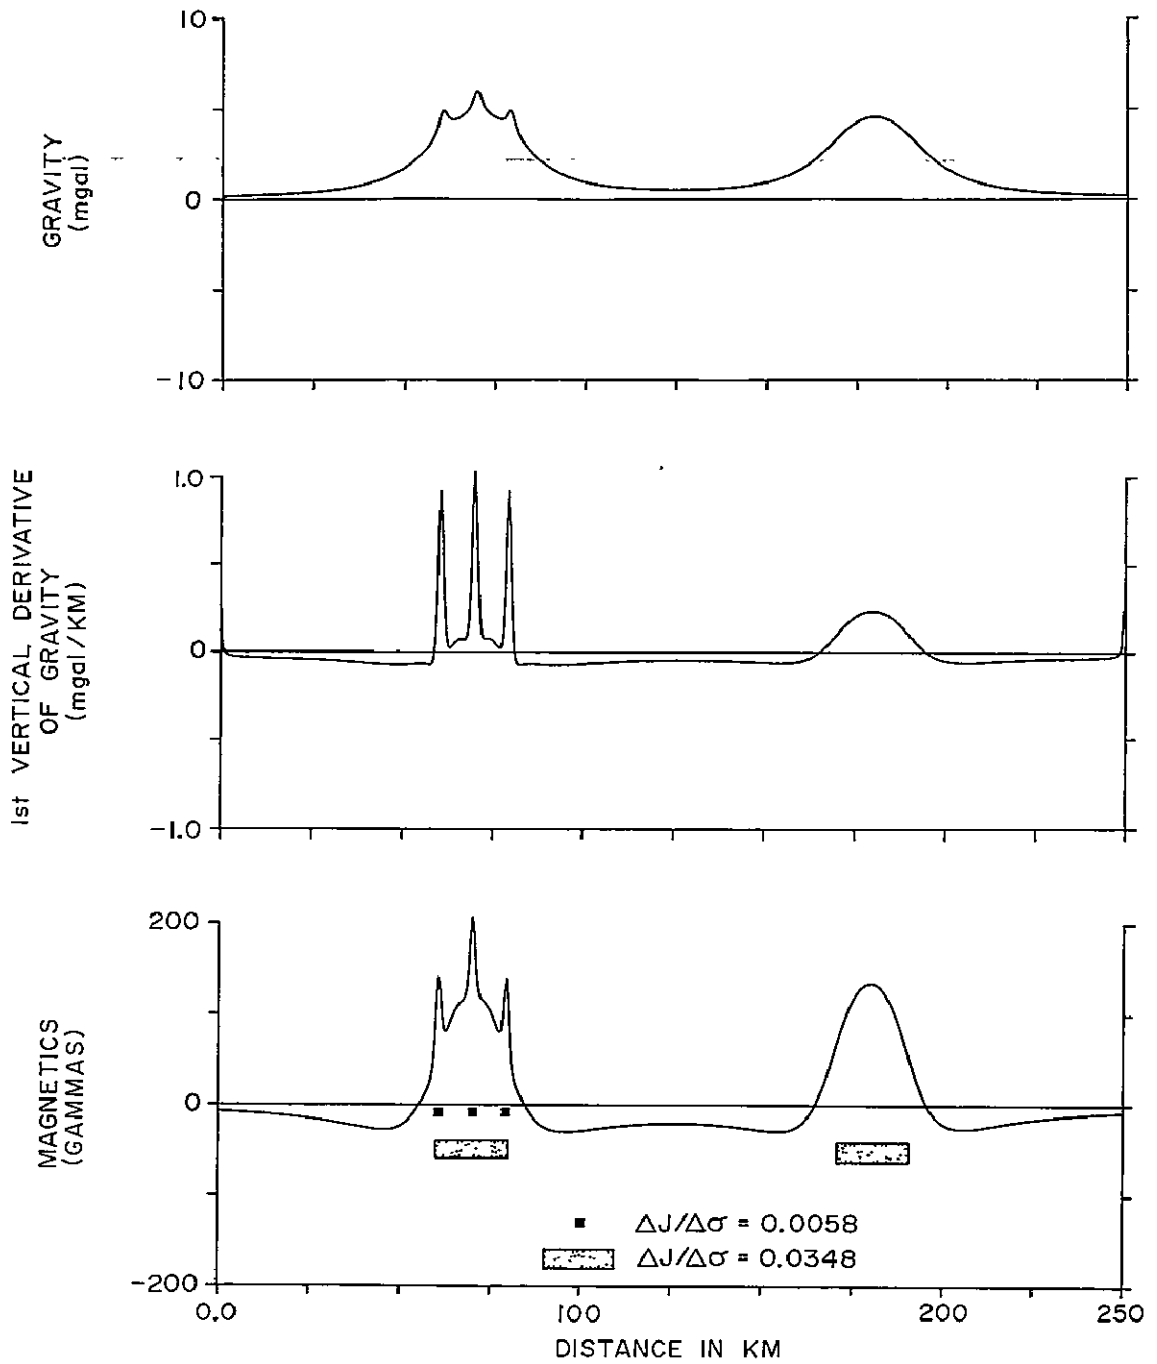 10
0
-10
GRAVITY
(mgal)
1.0
0
-1.0
1st VERTICAL DERIVATIVE
OF GRAVITY
(mgal/KM)
200
0
-200
MAGNETICS
(GAMMAS)
ΔJ/Δσ = 0.0058
ΔJ/Δσ = 0.0348
0.0 100 200 250
DISTANCE IN KM